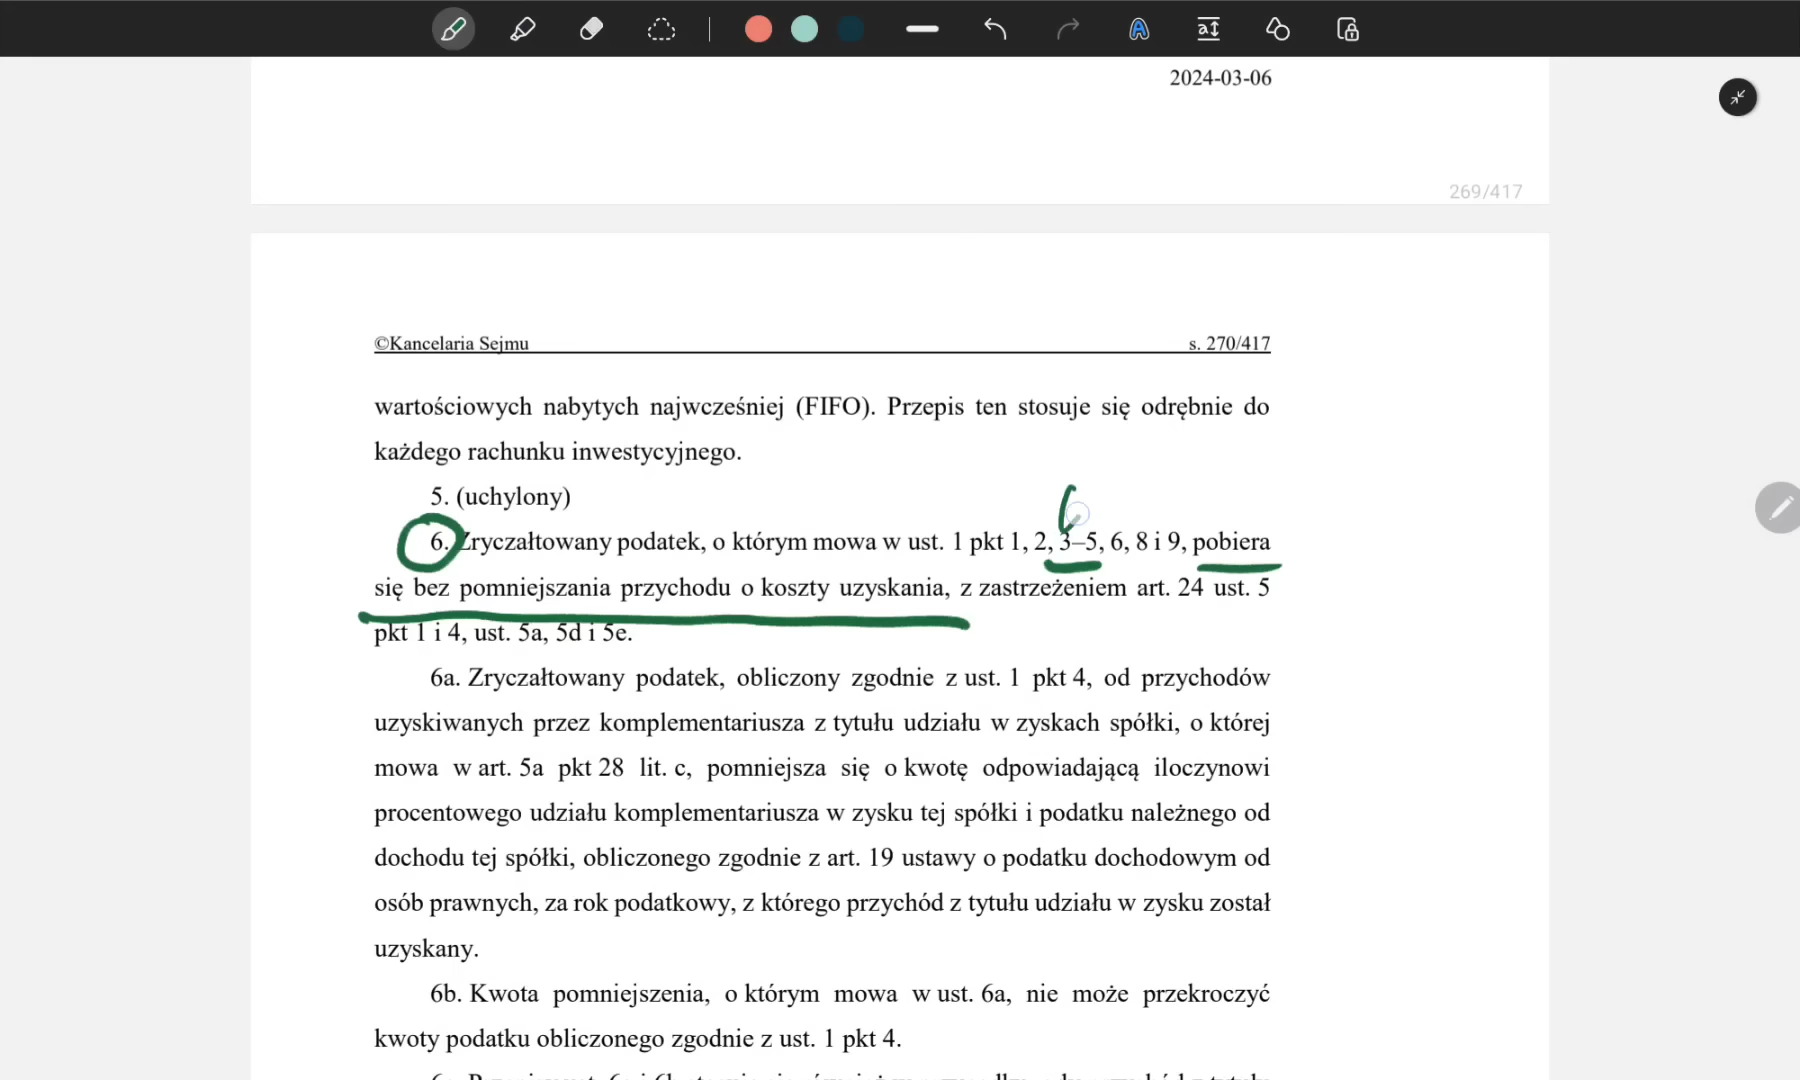 2024-03-06
269/417
©Kancelaria Sejmu s. 270/417
wartościowych nabytych najwcześniej (FIFO). Przepis ten stosuje się odrębnie do
każdego rachunku inwestycyjnego.
5. (uchylony)
6. Zryczałtowany podatek, o którym mowa w ust. 1 pkt 1, 2, 3–5, 6, 8 i 9, pobiera
się bez pomniejszania przychodu o koszty uzyskania, z zastrzeżeniem art. 24 ust. 5
pkt 1 i 4, ust. 5a, 5d i 5e.
6a. Zryczałtowany podatek, obliczony zgodnie z ust. 1 pkt 4, od przychodów
uzyskiwanych przez komplementariusza z tytułu udziału w zyskach spółki, o której
mowa w art. 5a pkt 28 lit. c, pomniejsza się o kwotę odpowiadającą iloczynowi
procentowego udziału komplementariusza w zysku tej spółki i podatku należnego od
dochodu tej spółki, obliczonego zgodnie z art. 19 ustawy o podatku dochodowym od
osób prawnych, za rok podatkowy, z którego przychód z tytułu udziału w zysku został
uzyskany.
6b. Kwota pomniejszenia, o którym mowa w ust. 6a, nie może przekroczyć
kwoty podatku obliczonego zgodnie z ust. 1 pkt 4.